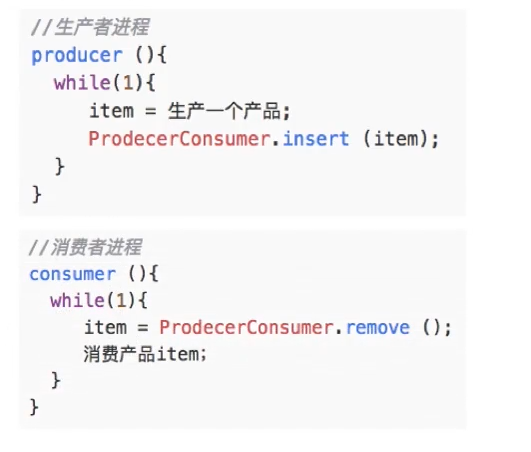 //生产者进程
producer (){
while(1){
item = 生产一个产品;
ProdecerConsumer.insert (item);
}
}
//消费者进程
consumer (){
while(1){
item = ProdecerConsumer.remove ();
消费产品item;
}
}